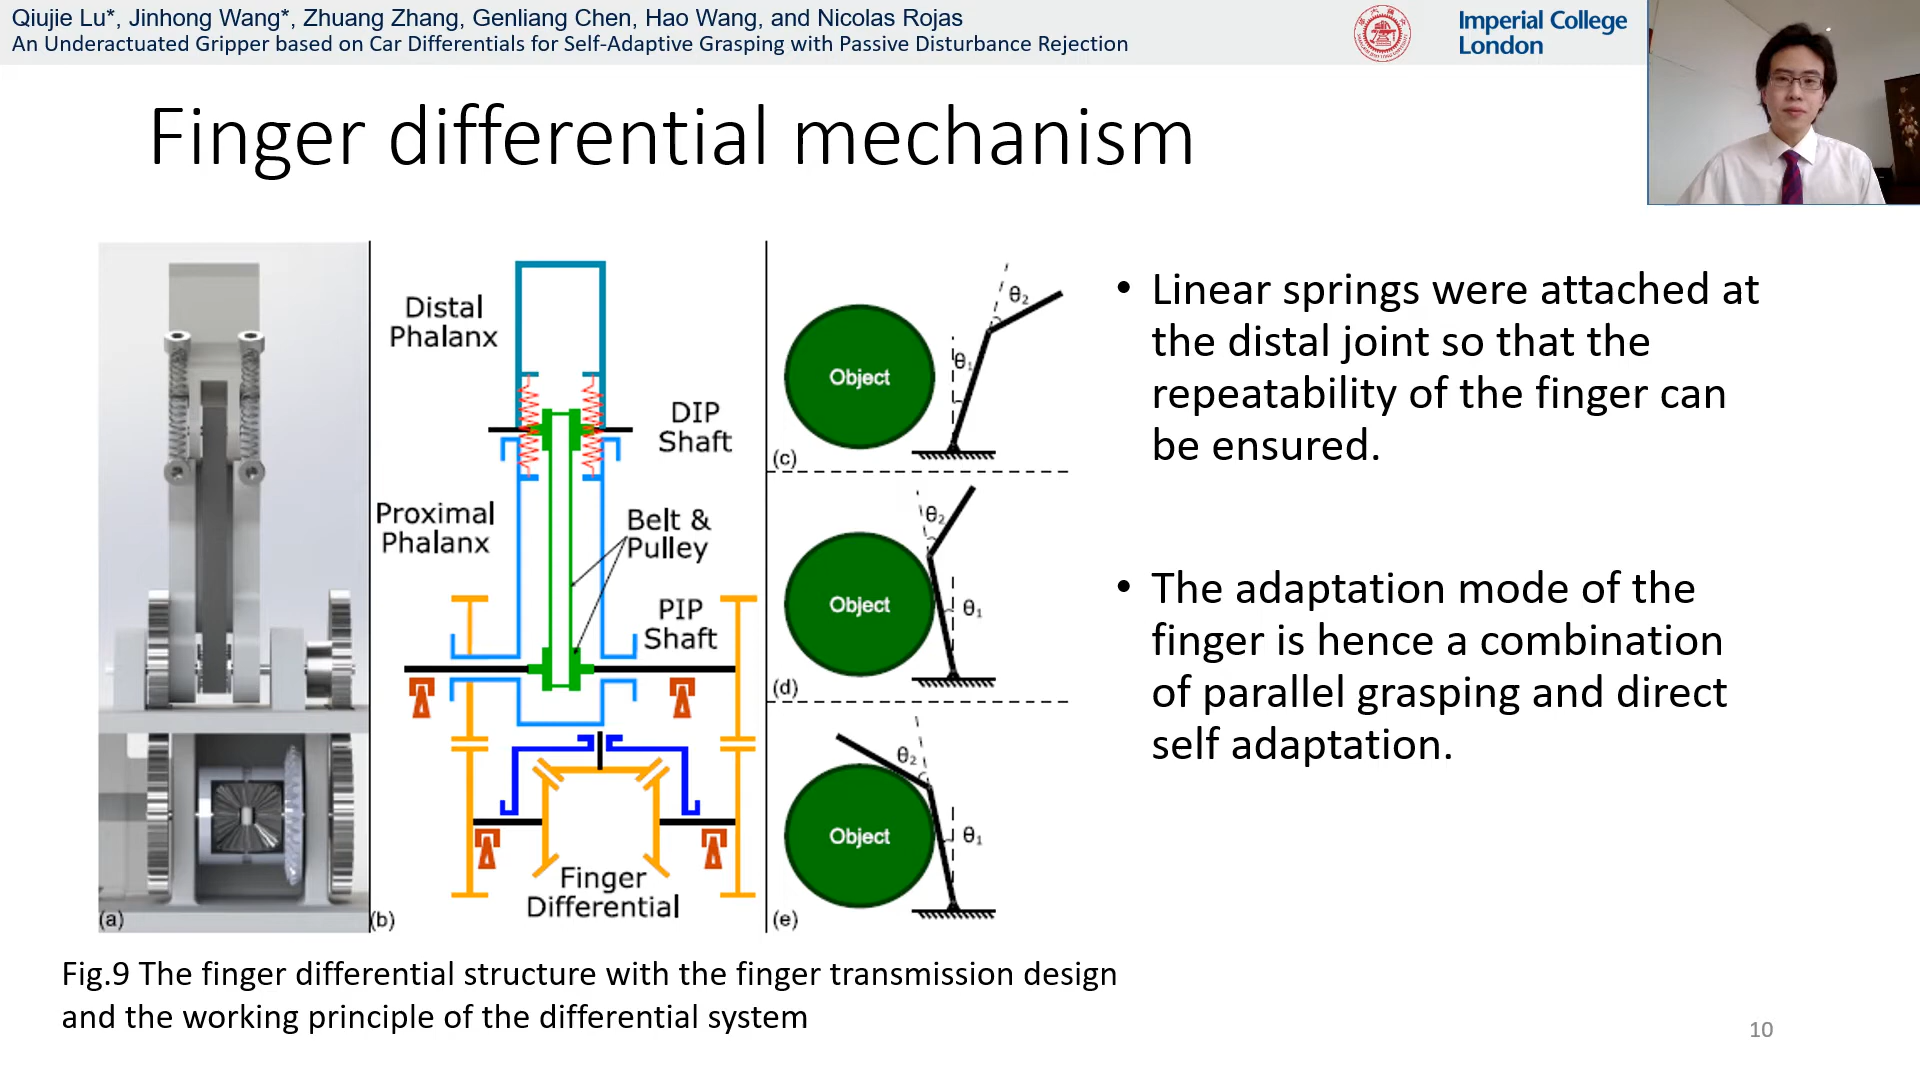 Qiujie Lu*, Jinhong Wang*, Zhuang Zhang, Genliang Chen, Hao Wang, and Nicolas Rojas
An Underactuated Gripper based on Car Differentials for Self-Adaptive Grasping with Passive Disturbance Rejection
Imperial College
London
Finger differential mechanism
Distal
Phalanx
DIP
Shaft
Proximal
Phalanx
Belt &
Pulley
PIP
Shaft
Finger
Differential
(a)
(b)
θ₂
θ₁
Object
(c)
θ₂
θ₁
Object
(d)
θ₂
θ₁
Object
(e)
• Linear springs were attached at
the distal joint so that the
repeatability of the finger can
be ensured.
• The adaptation mode of the
finger is hence a combination
of parallel grasping and direct
self adaptation.
Fig.9 The finger differential structure with the finger transmission design
and the working principle of the differential system
10